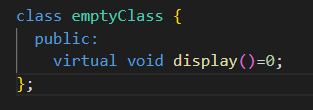 class emptyClass {
  public:
    virtual void display()=0;
};